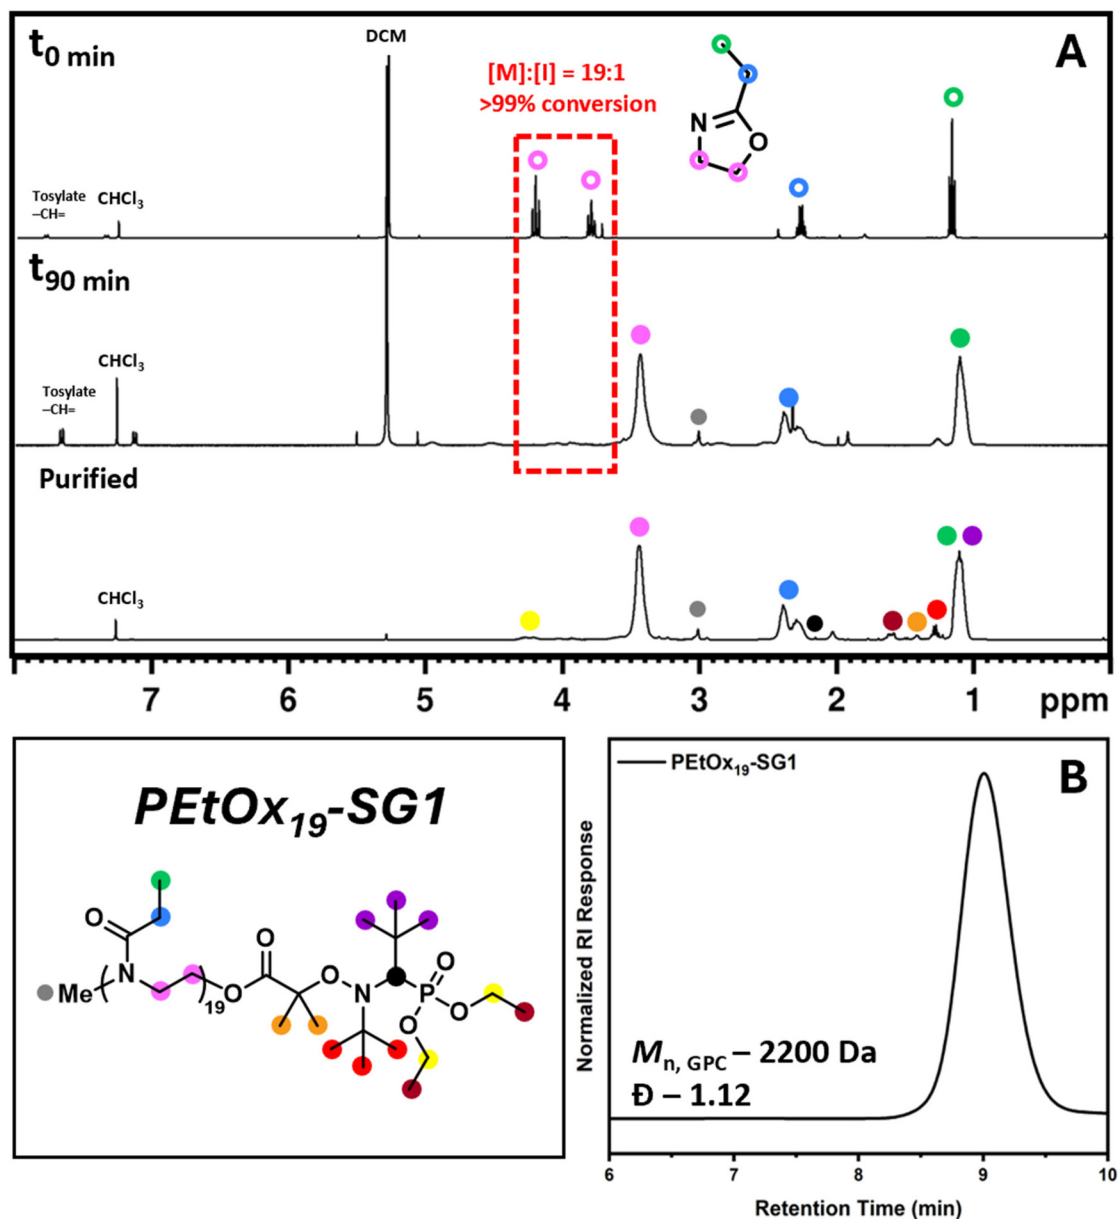 t0 min
DCM
A
[M]:[I] = 19:1
>99% conversion
N
O
Tosylate
–CH=
CHCl3
t90 min
CHCl3
Tosylate
–CH=
Purified
CHCl3
7 6 5 4 3 2 1 ppm
PEtOx19-SG1
O
N
Me
19
O
O
O
N
P
O
O
O
PEtOx19-SG1
B
Normalized RI Response
Mn, GPC – 2200 Da
Đ – 1.12
6 7 8 9 10
Retention Time (min)